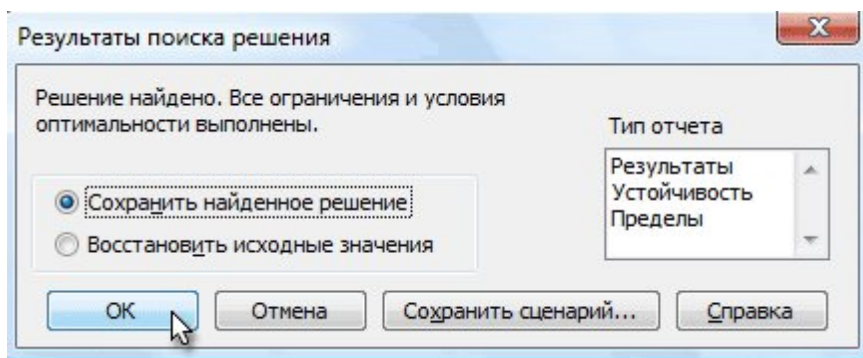 Результаты поиска решения
Решение найдено. Все ограничения и условия
оптимальности выполнены.
Тип отчета
Результаты
Устойчивость
Пределы
Сохранить найденное решение
Восстановить исходные значения
ОК
Отмена
Сохранить сценарий...
Справка